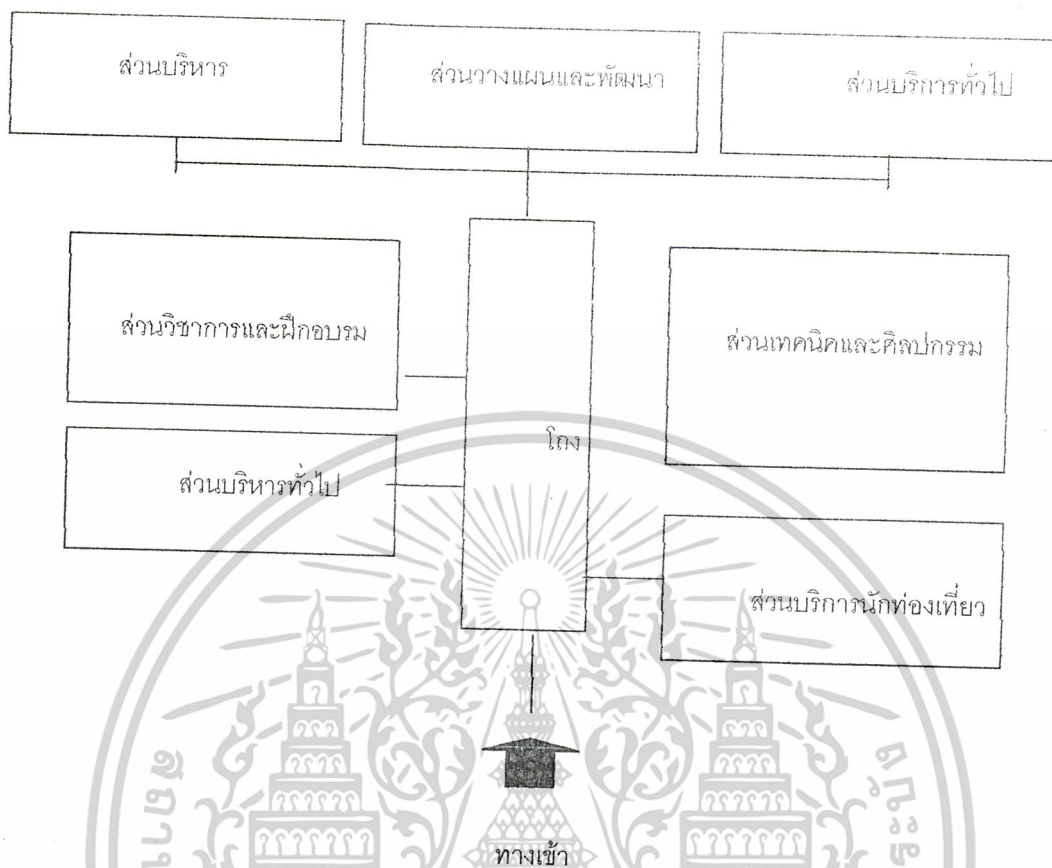 ส่วนบริหาร
ส่วนวางแผนและพัฒนา
ส่วนบริการทั่วไป
ส่วนวิชาการและฝึกอบรม
ส่วนเทคนิคและศิลปกรรม
โถง
ส่วนบริหารทั่วไป
ส่วนบริการนักท่องเที่ยว
ทางเข้า